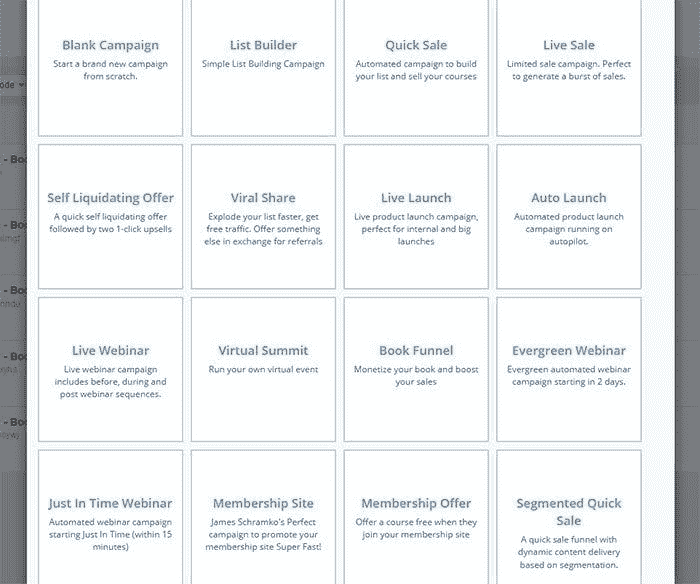 Blank Campaign
Start a brand new campaign
from scratch.
List Builder
Simple List Building Campaign
Quick Sale
Automated campaign to build
your list and sell your courses
Live Sale
Limited sale campaign. Perfect
to generate a burst of sales.
ode
- Boo
Self Liquidating Offer
A quick self liquidating offer
followed by two 1-click upsells
Viral Share
Explode your list faster, get
free traffic. Offer something
else in exchange for referrals
Live Launch
Live product launch campaign,
perfect for internal and big
launches
Auto Launch
Automated product launch
campaign running on
autopilot.
- Boo
- Boo
Live Webinar
Live webinar campaign
includes before, during and
post webinar sequences.
Virtual Summit
Run your own virtual event
Book Funnel
Monetize your book and boost
your sales
Evergreen Webinar
Evergreen automated webinar
campaign starting in 2 days.
- Boo
- Boo
Just In Time Webinar
Automated webinar campaign
starting Just In Time (within 15
minutes)
Membership Site
James Schramko's Perfect
campaign to promote your
membership site Super Fast!
Membership Offer
Offer a course free when they
join your membership site
Segmented Quick
Sale
A quick sale funnel with
dynamic content delivery
based on segmentation.